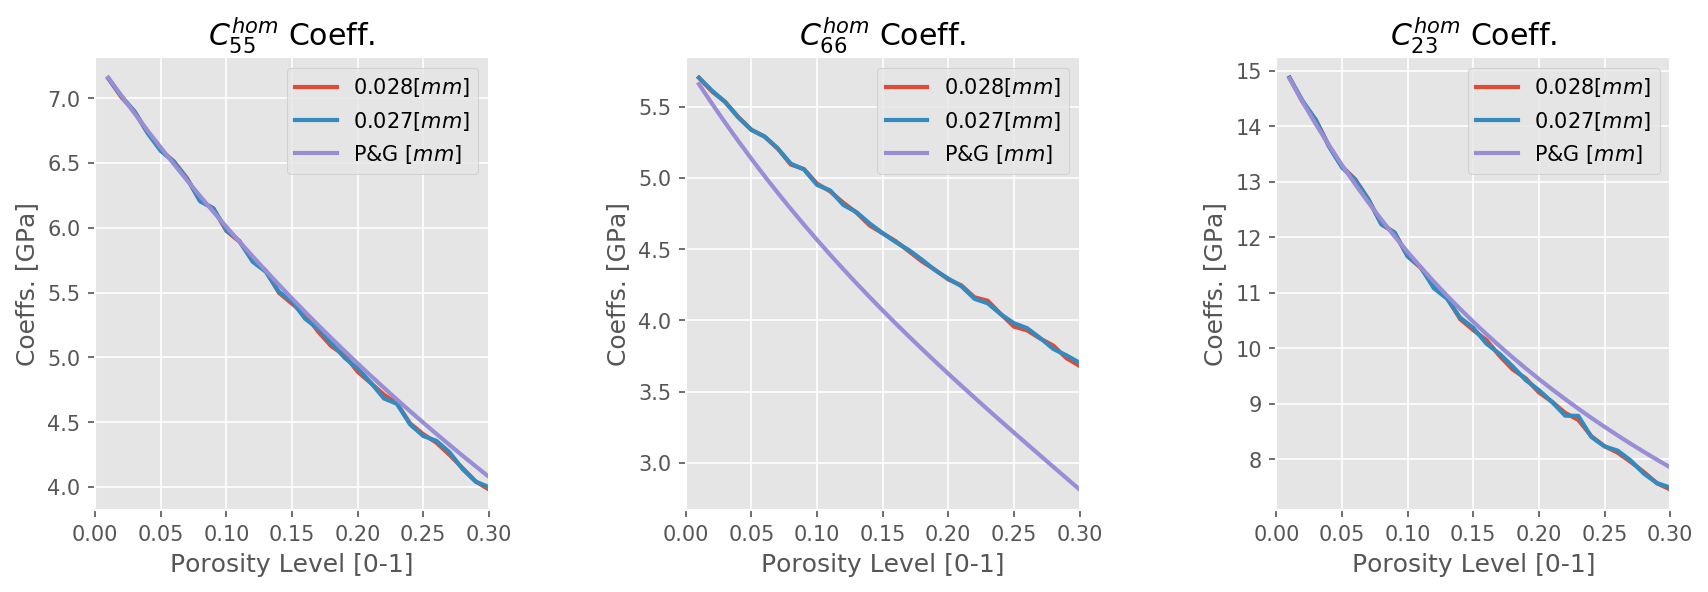 C_{55}^{hom} Coeff.
7.0
6.5
6.0
5.5
5.0
4.5
4.0
Coeffs. [GPa]
0.028[mm]
0.027[mm]
P&G [mm]
0.00 0.05 0.10 0.15 0.20 0.25 0.30
Porosity Level [0-1]
C_{66}^{hom} Coeff.
5.5
5.0
4.5
4.0
3.5
3.0
Coeffs. [GPa]
0.028[mm]
0.027[mm]
P&G [mm]
0.00 0.05 0.10 0.15 0.20 0.25 0.30
Porosity Level [0-1]
C_{23}^{hom} Coeff.
15
14
13
12
11
10
9
8
Coeffs. [GPa]
0.028[mm]
0.027[mm]
P&G [mm]
0.00 0.05 0.10 0.15 0.20 0.25 0.30
Porosity Level [0-1]